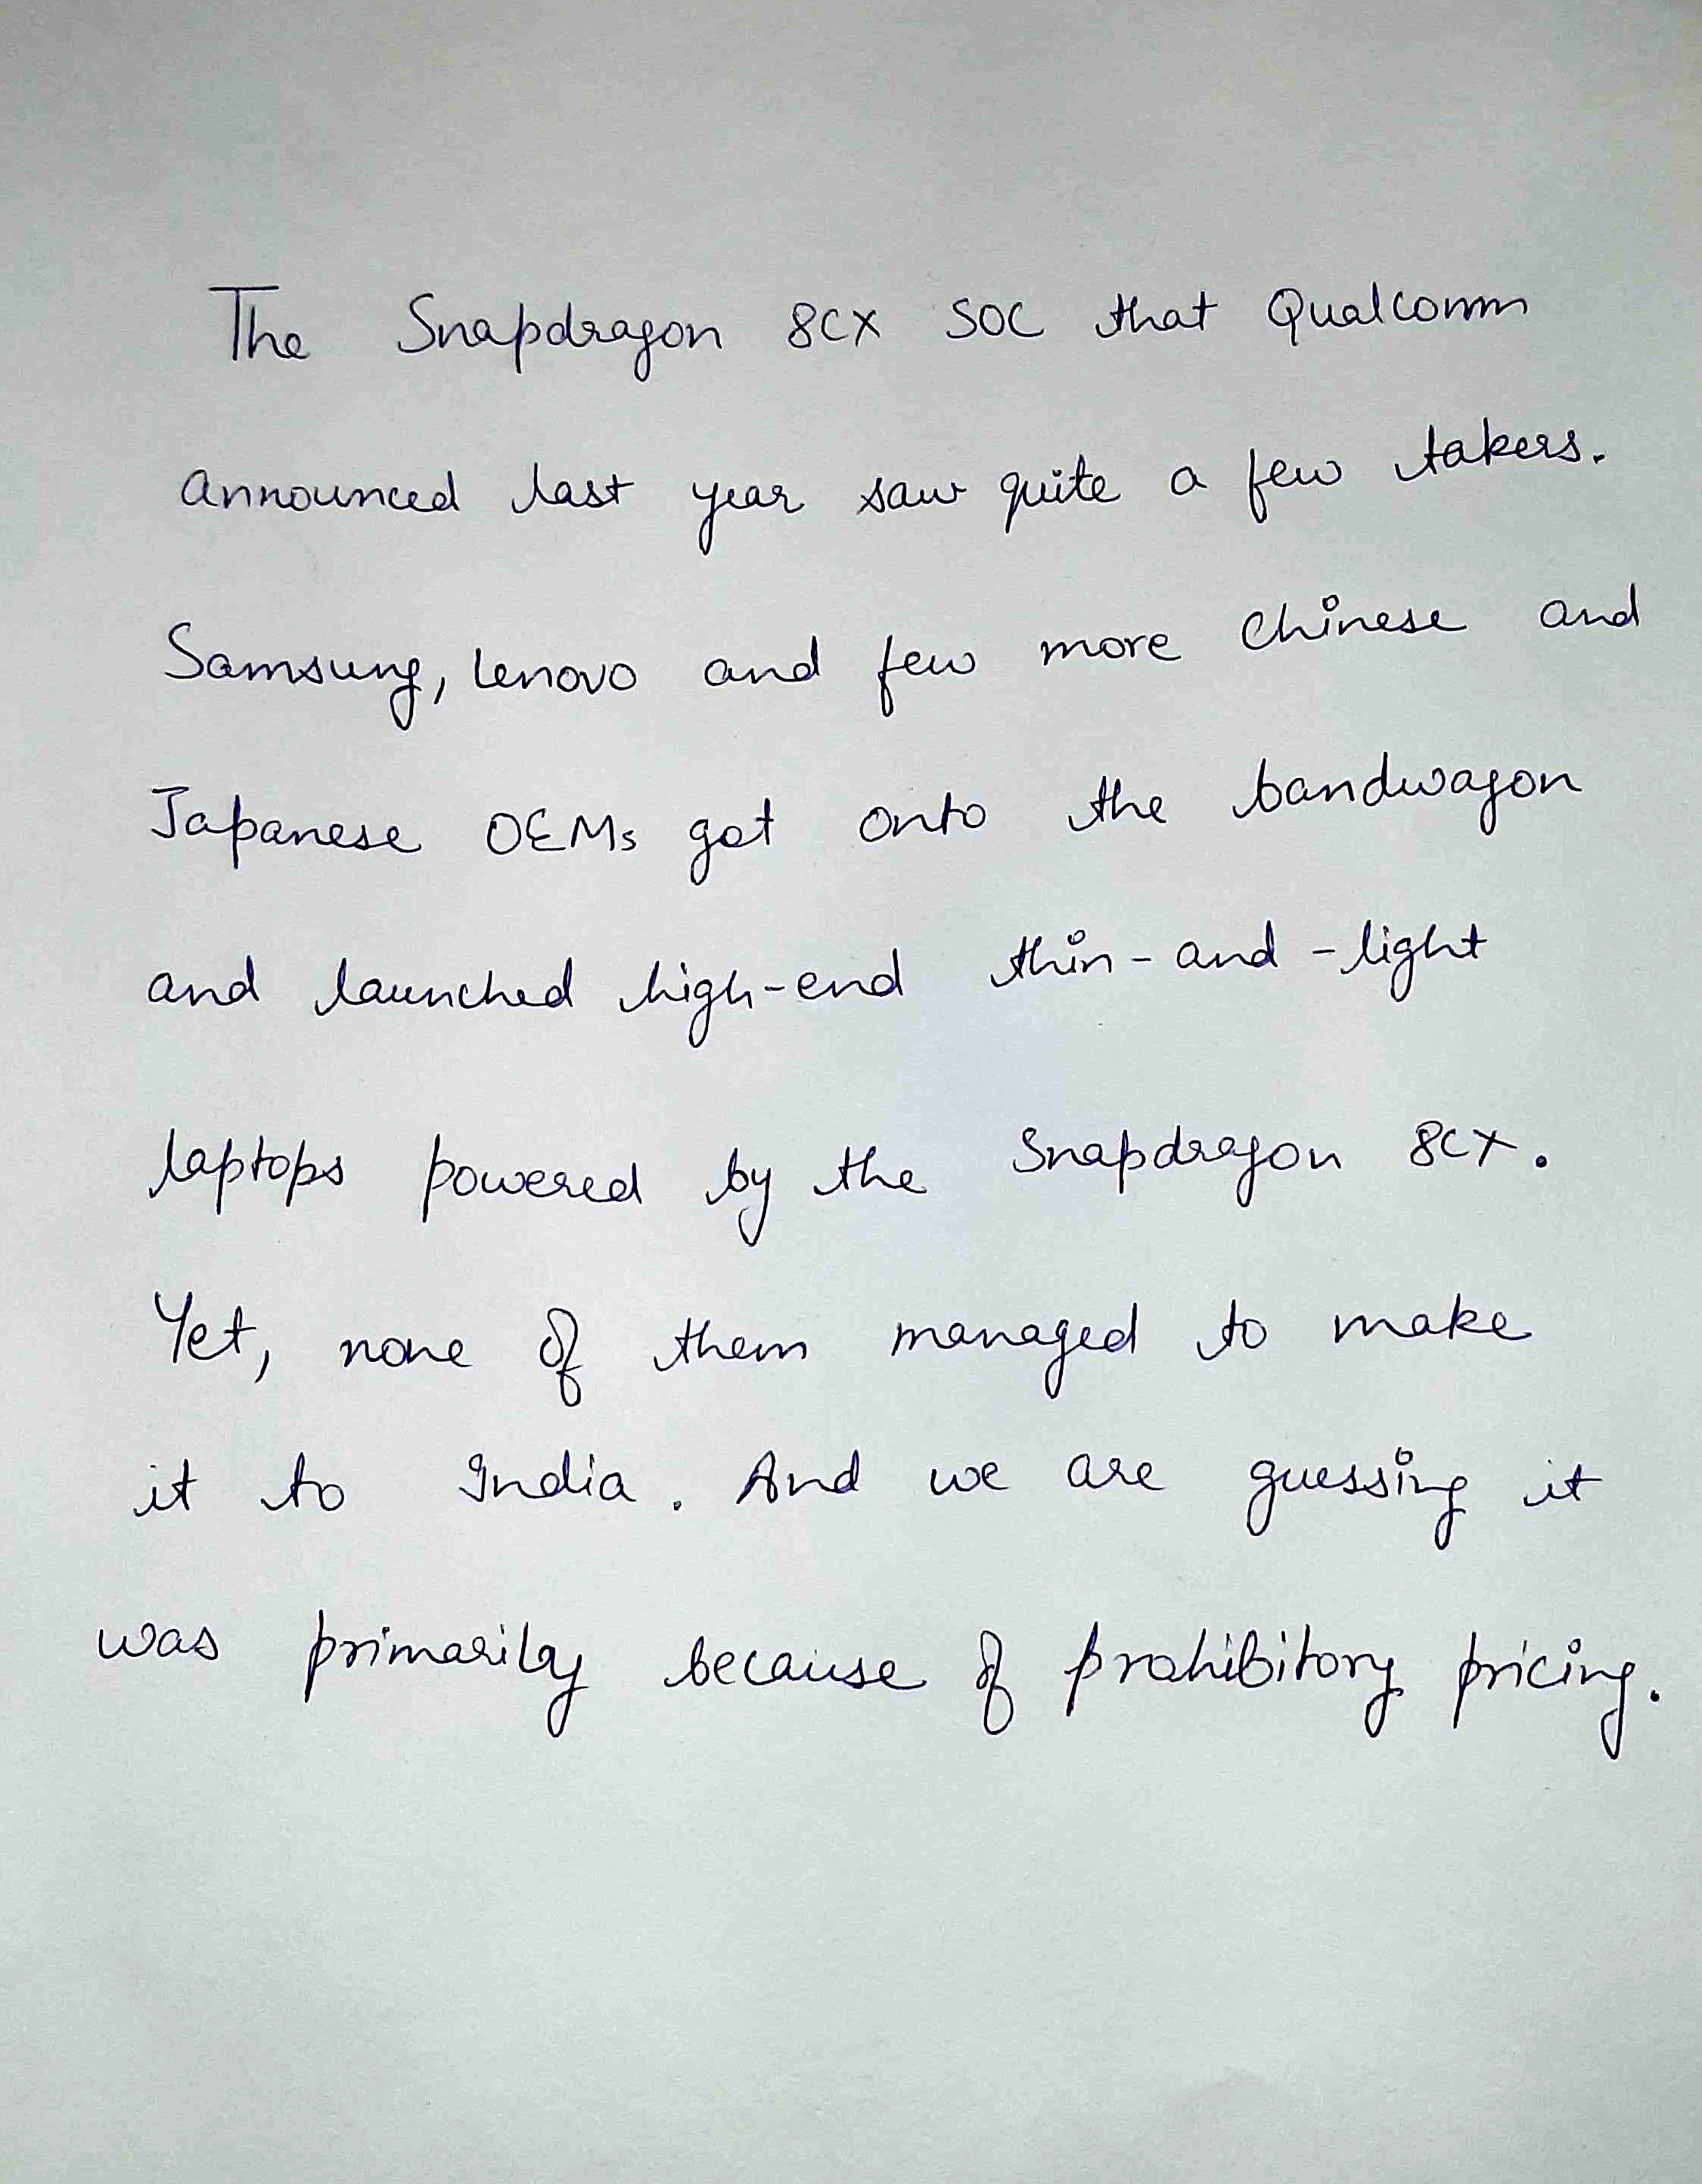 The Snapdragon 8CX SOC that Qualcomm
announced last year saw quite a few takers.
Samsung, Lenovo and few more Chinese and
Japanese OEMs got onto the bandwagon
and launched high-end thin-and-light
laptops powered by the Snapdragon 8CX.
Yet, none of them managed to make
it to India. And we are guessing it
was primarily because of prohibitory pricing.